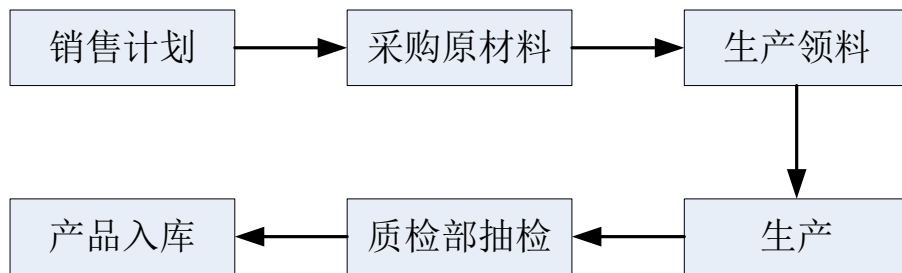 销售计划
采购原材料
生产领料
生产
质检部抽检
产品入库